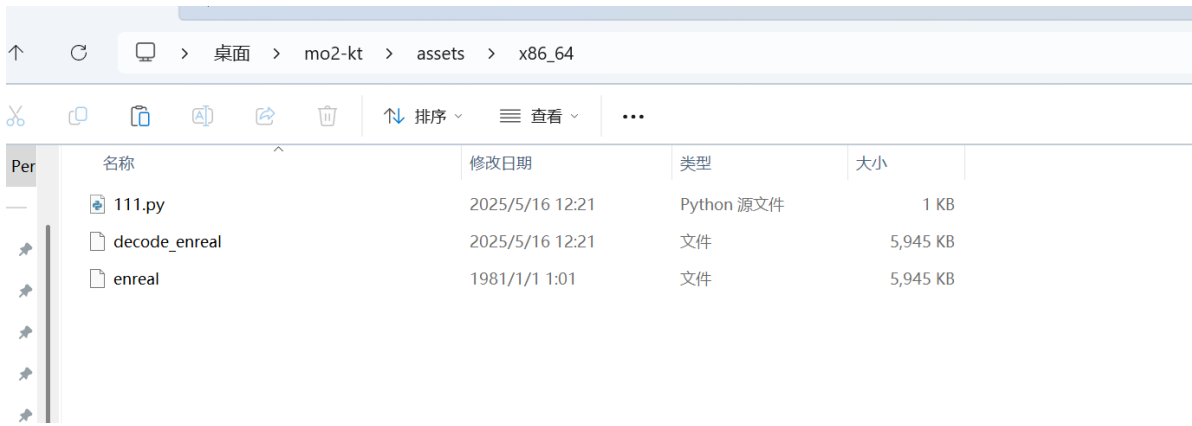 桌面 > mo2-kt > assets > x86_64
排序 查看 •••
Per
名称 修改日期 类型 大小
111.py 2025/5/16 12:21 Python 源文件 1 KB
decode_enreal 2025/5/16 12:21 文件 5,945 KB
enreal 1981/1/1 1:01 文件 5,945 KB